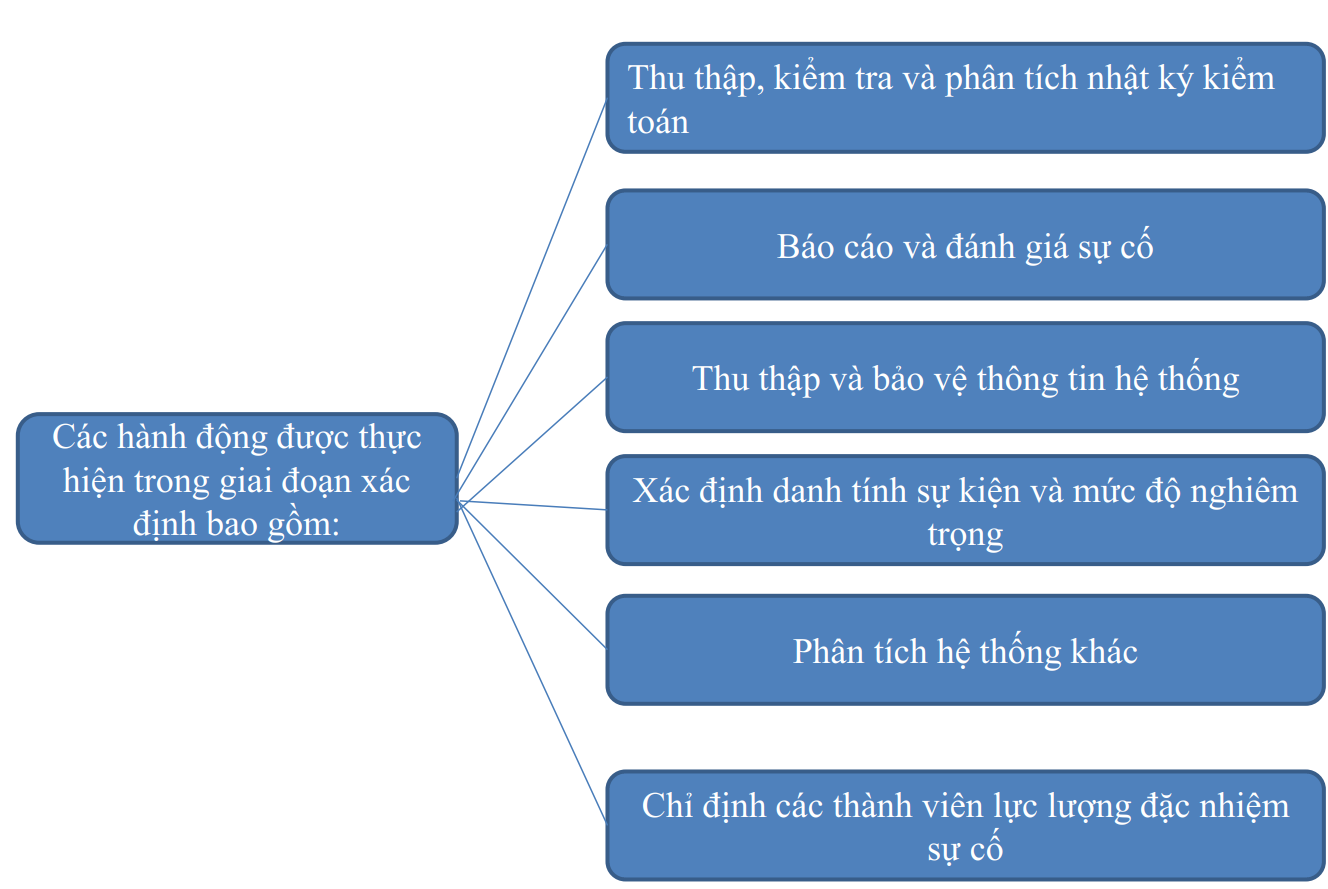 Các hành động được thực
hiện trong giai đoạn xác
định bao gồm:
Thu thập, kiểm tra và phân tích nhật ký kiểm
toán
Báo cáo và đánh giá sự cố
Thu thập và bảo vệ thông tin hệ thống
Xác định danh tính sự kiện và mức độ nghiêm
trọng
Phân tích hệ thống khác
Chỉ định các thành viên lực lượng đặc nhiệm
sự cố